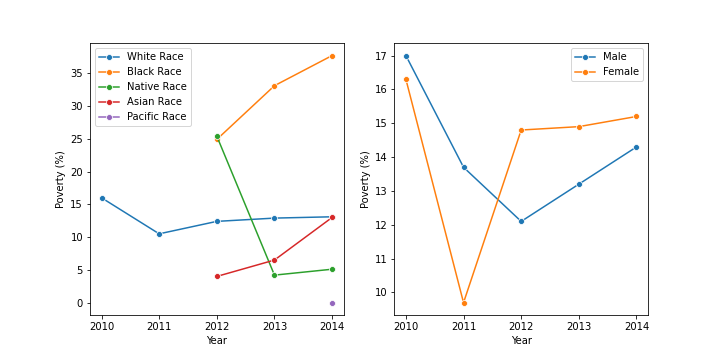 White Race
Black Race
Native Race
Asian Race
Pacific Race
35
30
25
20
15
10
5
0
Poverty (%)
2010 2011 2012 2013 2014
Year
Male
Female
17
16
15
14
13
12
11
10
Poverty (%)
2010 2011 2012 2013 2014
Year